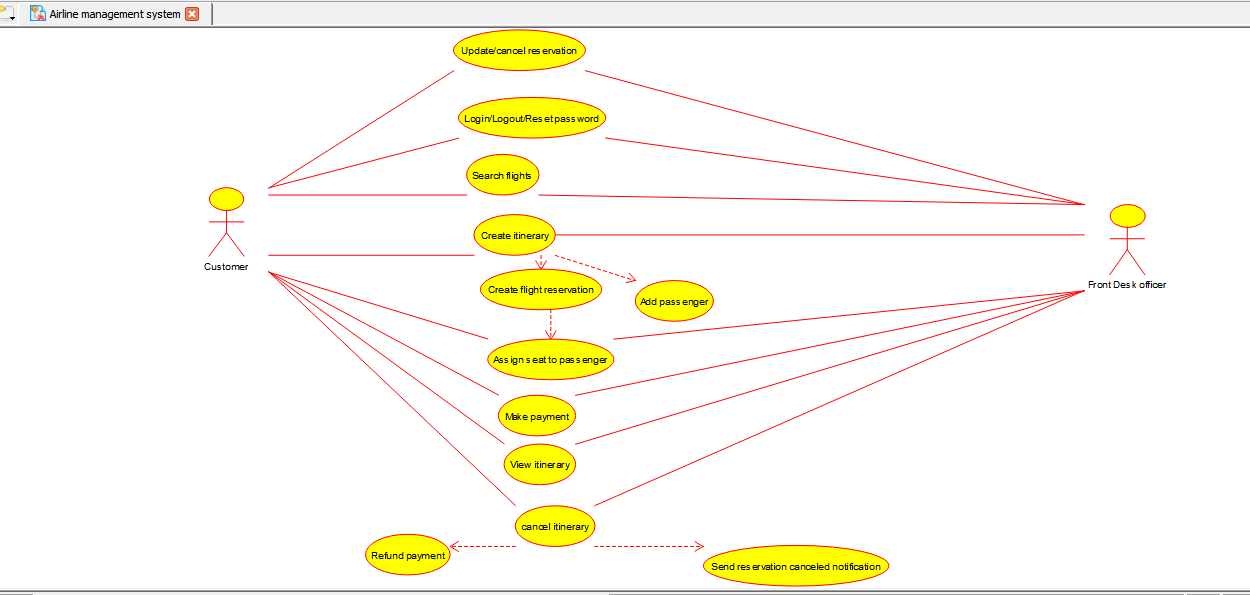 Airline management system
Update/cancel reservation
Login/Logout/Reset password
Search flights
Create itinerary
Customer
Front Desk officer
Create flight reservation
Add passenger
Assign seat to passenger
Make payment
View itinerary
cancel itinerary
Refund payment
Send reservation canceled notification